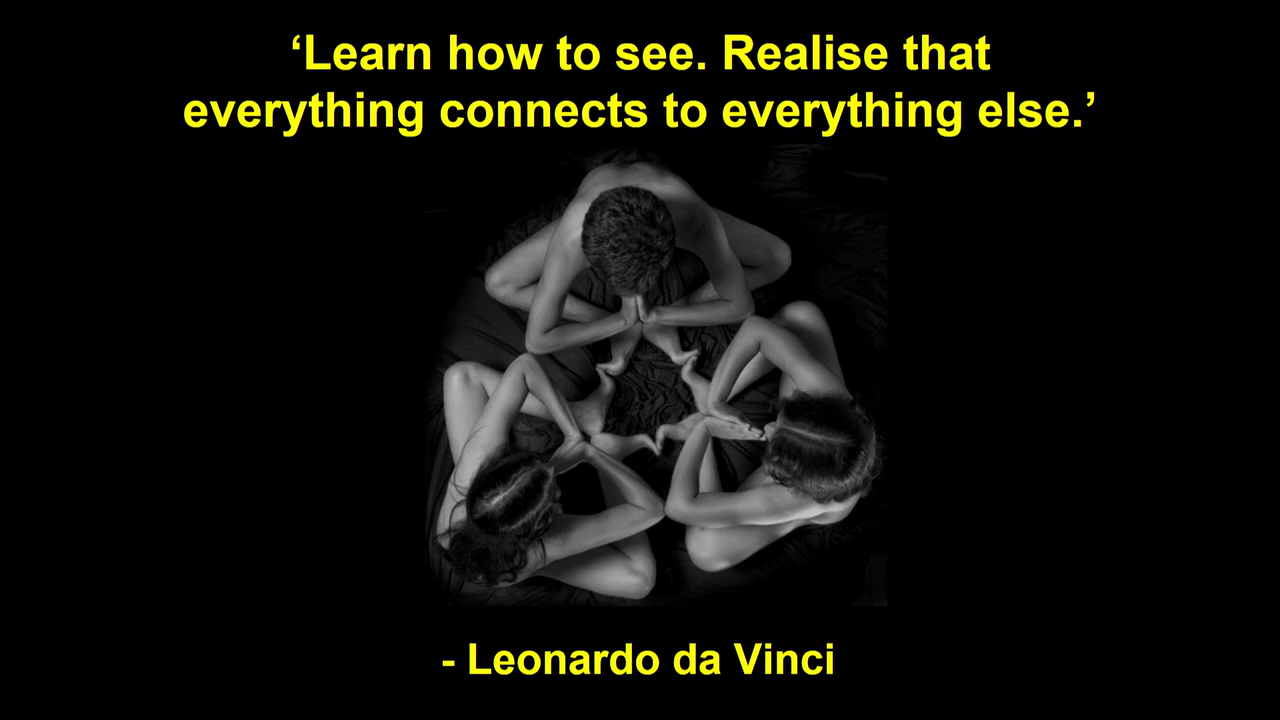 ‘Learn how to see. Realise that
everything connects to everything else.’
- Leonardo da Vinci